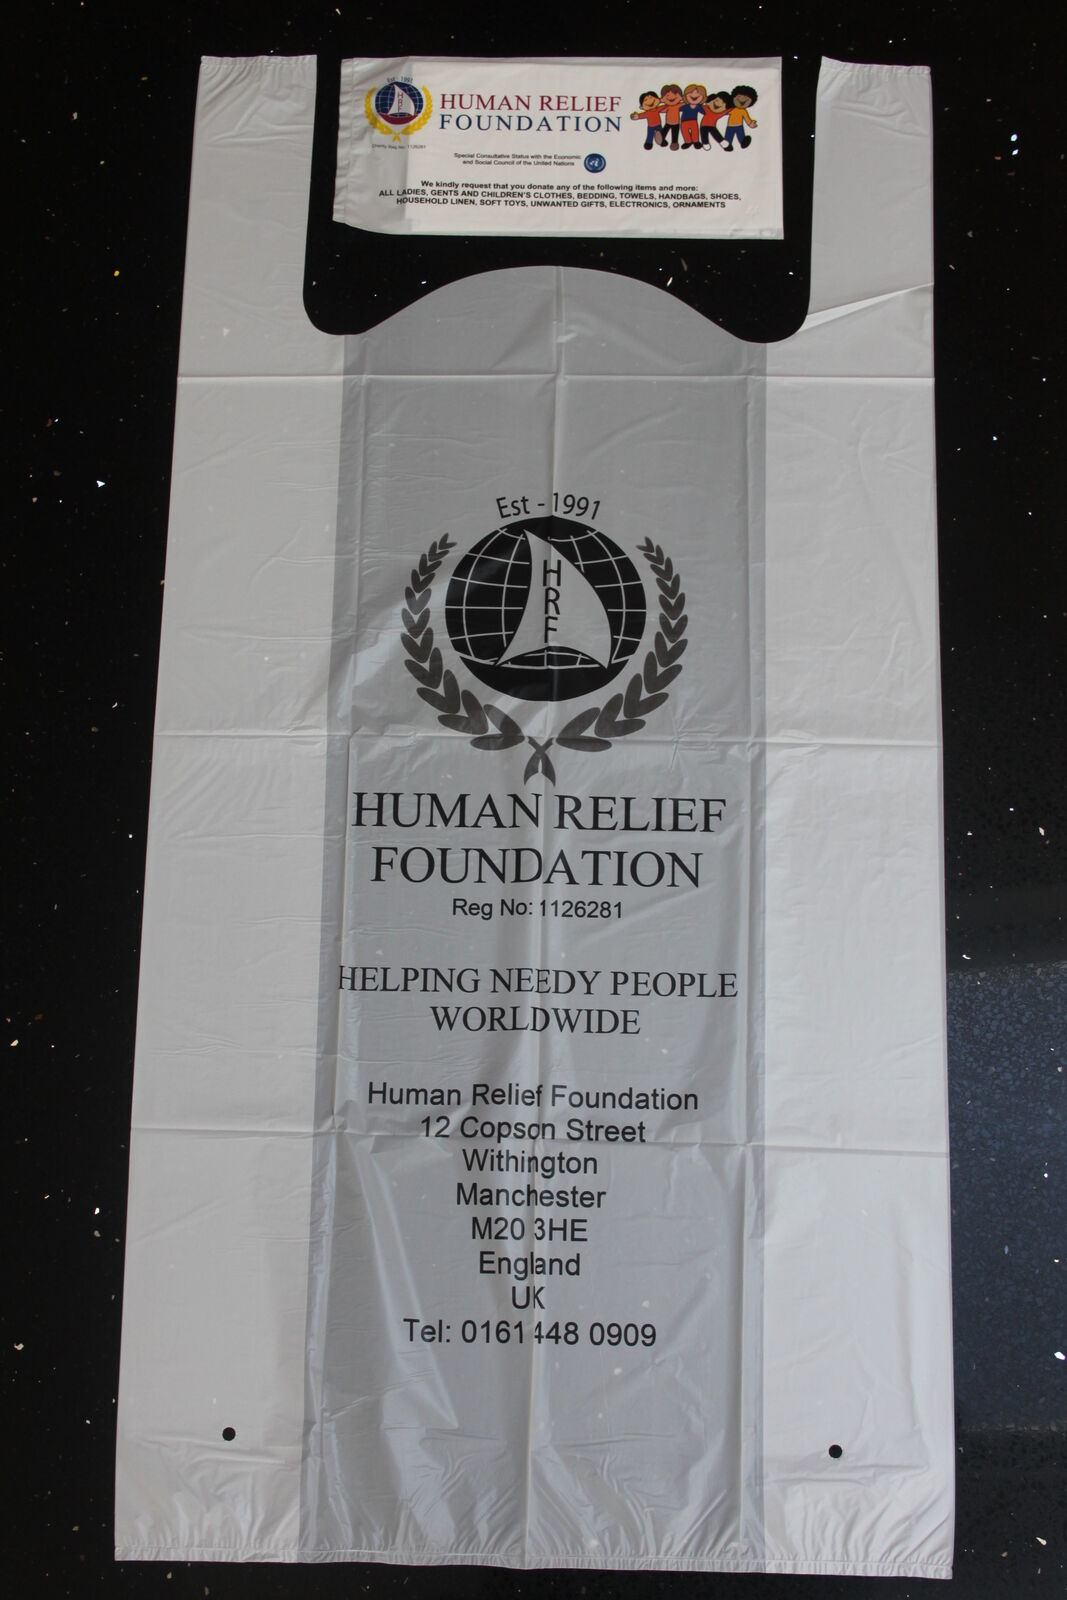 Est - 1991
HRF
HUMAN RELIEF
FOUNDATION
Charity Reg No: 1126281
Special Consultative Status with the Economic
and Social Council of the United Nations
We kindly request that you donate any of the following items and more:
ALL LADIES, GENTS AND CHILDREN'S CLOTHES, BEDDING, TOWELS, HANDBAGS, SHOES,
HOUSEHOLD LINEN, SOFT TOYS, UNWANTED GIFTS, ELECTRONICS, ORNAMENTS
Est - 1991
H
R
F
HUMAN RELIEF
FOUNDATION
Reg No: 1126281
HELPING NEEDY PEOPLE
WORLDWIDE
Human Relief Foundation
12 Copson Street
Withington
Manchester
M20 3HE
England
UK
Tel: 0161 448 0909